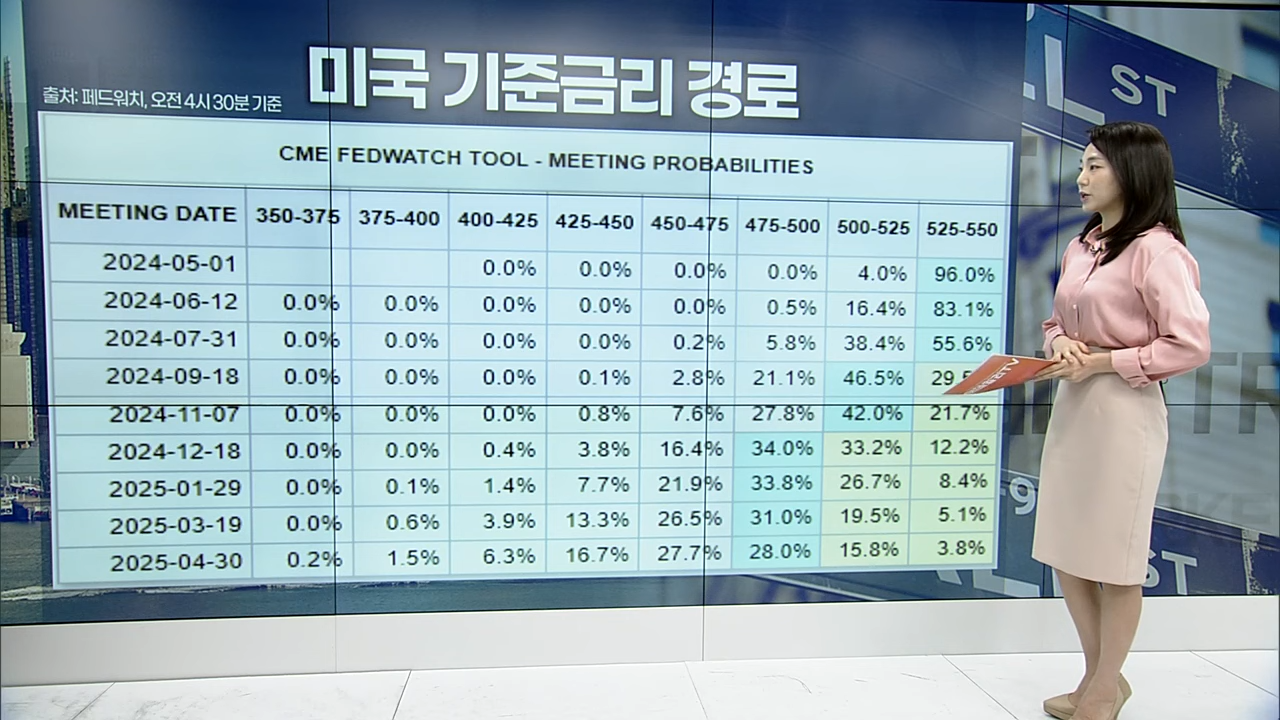 미국 기준금리 경로
출처: 페드워치, 오전 4시 30분 기준
CME FEDWATCH TOOL - MEETING PROBABILITIES
MEETING DATE 350-375 375-400 400-425 425-450 450-475 475-500 500-525 525-550
2024-05-01 0.0% 0.0% 0.0% 0.0% 4.0% 96.0%
2024-06-12 0.0% 0.0% 0.0% 0.0% 0.0% 0.5% 16.4% 83.1%
2024-07-31 0.0% 0.0% 0.0% 0.0% 0.2% 5.8% 38.4% 55.6%
2024-09-18 0.0% 0.0% 0.0% 0.1% 2.8% 21.1% 46.5%
2024-11-07 0.0% 0.0% 0.0% 0.8% 7.6% 27.8% 42.0% 21.7%
2024-12-18 0.0% 0.0% 0.4% 3.8% 16.4% 34.0% 33.2% 12.2%
2025-01-29 0.0% 0.1% 1.4% 7.7% 21.9% 33.8% 26.7% 8.4%
2025-03-19 0.0% 0.6% 3.9% 13.3% 26.5% 31.0% 19.5% 5.1%
2025-04-30 0.2% 1.5% 6.3% 16.7% 27.7% 28.0% 15.8% 3.8%
ST
ST